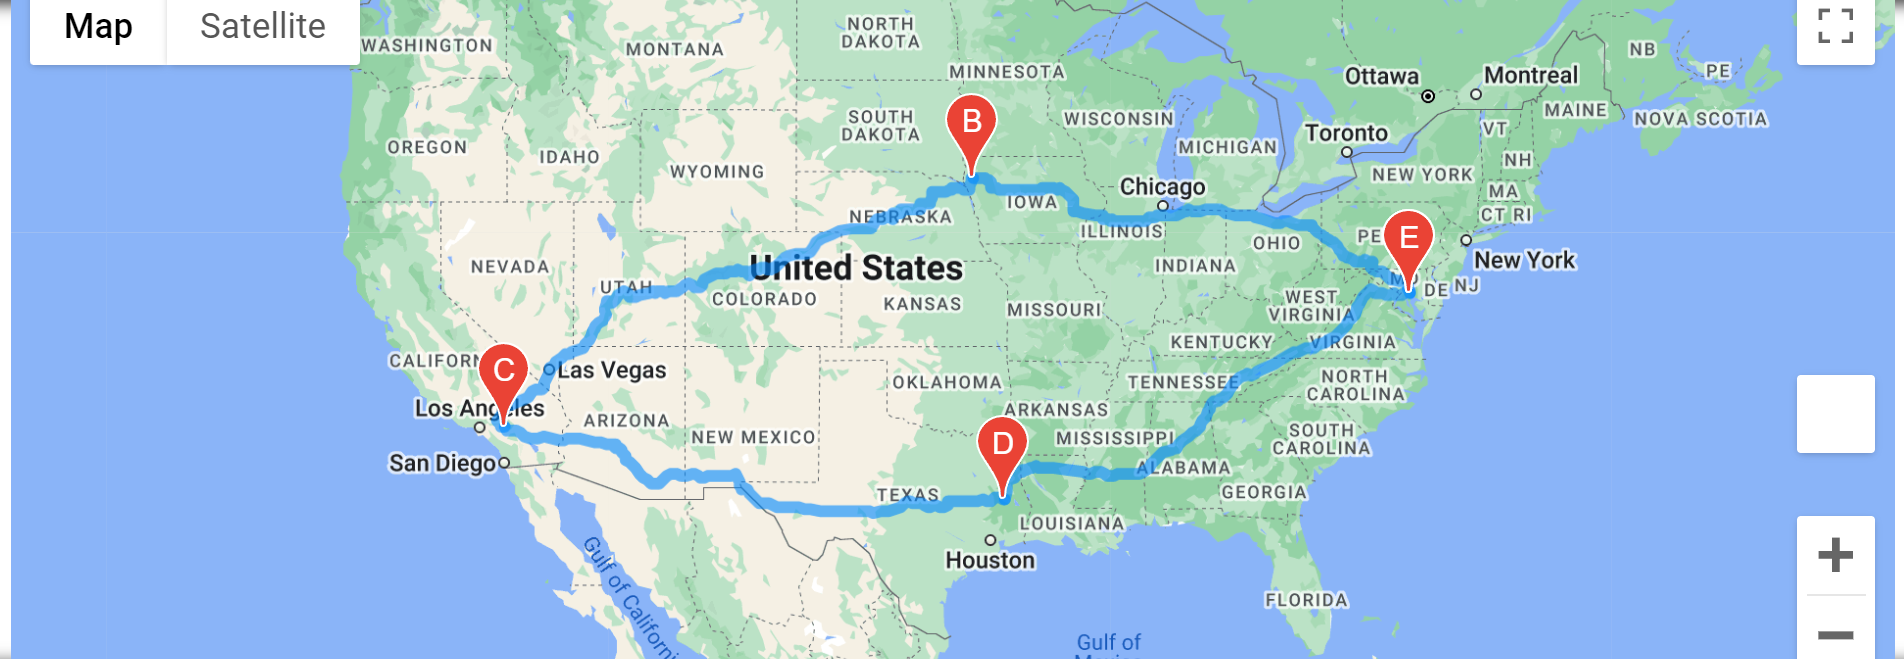 Map
Satellite
WASHINGTON
MONTANA
NORTH
DAKOTA
MINNESOTA
Ottawa
Montreal
NB
PE
MAINE
NOVA SCOTIA
OREGON
IDAHO
SOUTH
DAKOTA
B
WISCONSIN
MICHIGAN
Toronto
VT
NH
WYOMING
NEW YORK
MA
CT RI
Chicago
IOWA
NEBRASKA
ILLINOIS
OHIO
PE
E
New York
NEVADA
United States
INDIANA
UTAH
COLORADO
KANSAS
MISSOURI
WEST
VIRGINIA
MD
DE
NJ
KENTUCKY
VIRGINIA
CALIFORN
C
Las Vegas
OKLAHOMA
TENNESSEE
NORTH
CAROLINA
Los Angeles
ARIZONA
NEW MEXICO
ARKANSAS
MISSISSIPPI
SOUTH
CAROLINA
San Diego
D
ALABAMA
TEXAS
GEORGIA
LOUISIANA
Houston
Gulf of Californi
FLORIDA
Gulf of